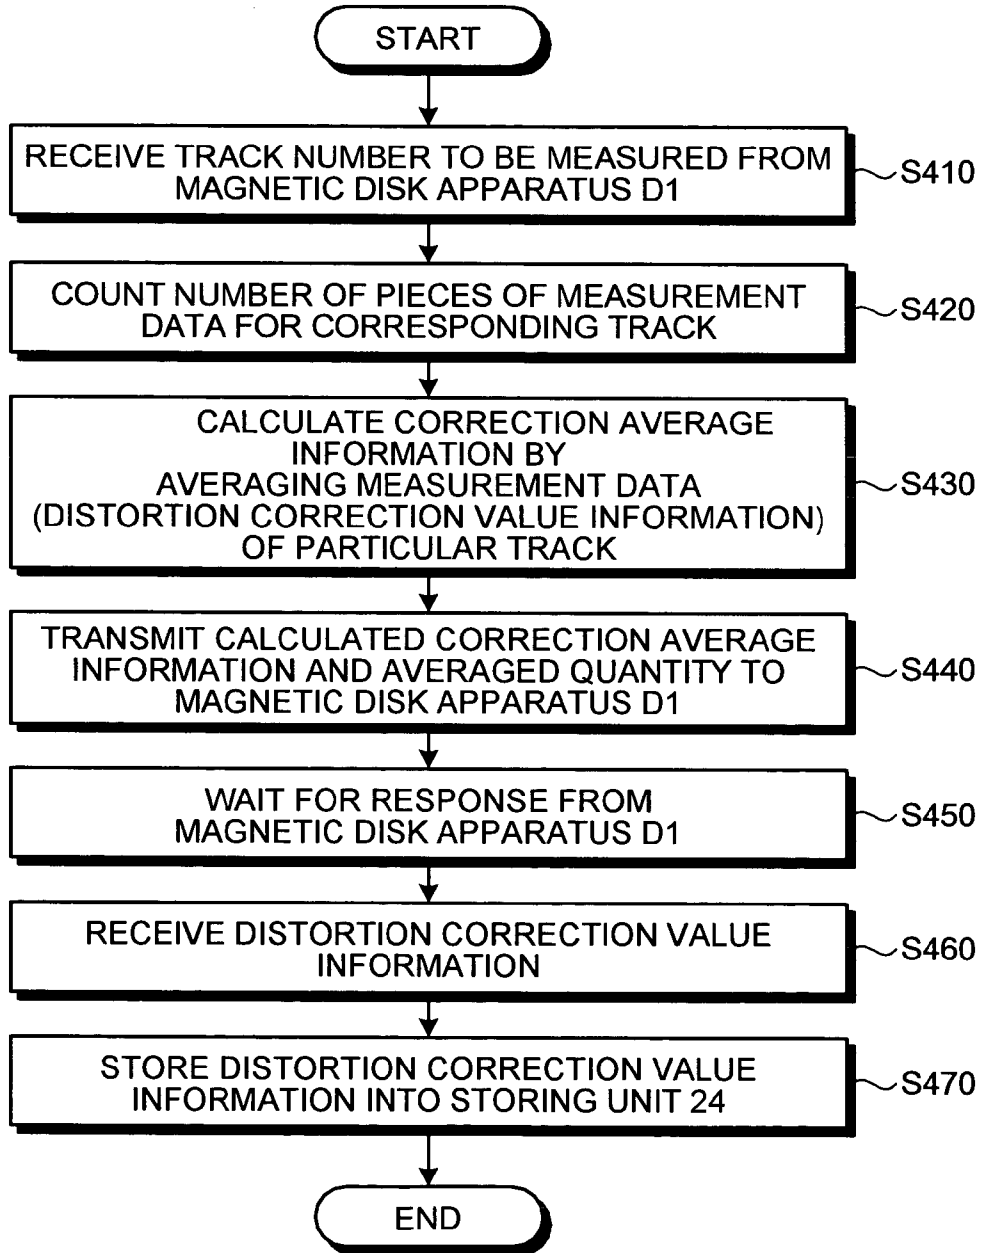 START
RECEIVE TRACK NUMBER TO BE MEASURED FROM
MAGNETIC DISK APPARATUS D1
S410
COUNT NUMBER OF PIECES OF MEASUREMENT
DATA FOR CORRESPONDING TRACK
S420
CALCULATE CORRECTION AVERAGE
INFORMATION BY
AVERAGING MEASUREMENT DATA
(DISTORTION CORRECTION VALUE INFORMATION)
OF PARTICULAR TRACK
S430
TRANSMIT CALCULATED CORRECTION AVERAGE
INFORMATION AND AVERAGED QUANTITY TO
MAGNETIC DISK APPARATUS D1
S440
WAIT FOR RESPONSE FROM
MAGNETIC DISK APPARATUS D1
S450
RECEIVE DISTORTION CORRECTION VALUE
INFORMATION
S460
STORE DISTORTION CORRECTION VALUE
INFORMATION INTO STORING UNIT 24
S470
END